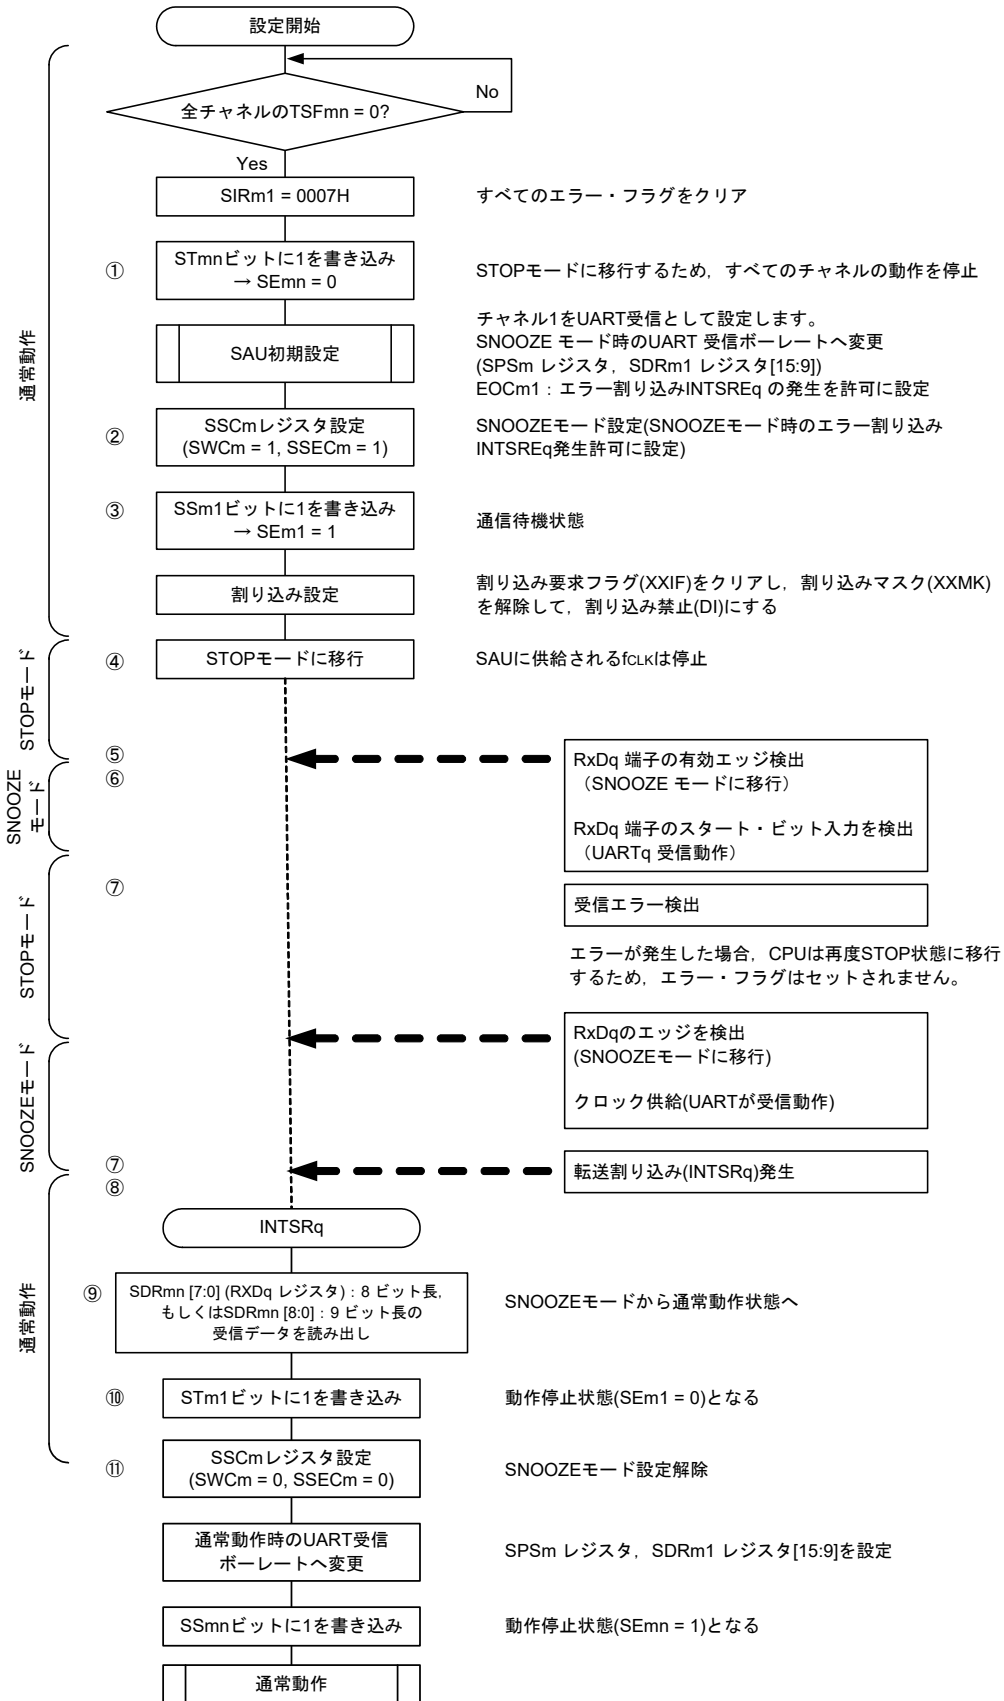 設定開始
No
全チャネルのTSFmn = 0?
Yes
SIRm1 = 0007H
すべてのエラー・フラグをクリア
①
STmnビットに1を書き込み
→ SEmn = 0
STOPモードに移行するため，すべてのチャネルの動作を停止
通常動作
SAU初期設定
チャネル1をUART受信として設定します。
SNOOZE モード時のUART 受信ボーレートへ変更
(SPSm レジスタ，SDRm1 レジスタ[15:9])
EOCm1：エラー割り込みINTSREq の発生を許可に設定
②
SSCmレジスタ設定
(SWCm = 1, SSECm = 1)
SNOOZEモード設定(SNOOZEモード時のエラー割り込み
INTSREq発生許可に設定)
③
SSm1ビットに1を書き込み
→ SEm1 = 1
通信待機状態
割り込み設定
割り込み要求フラグ(XXIF)をクリアし，割り込みマスク(XXMK)
を解除して，割り込み禁止(DI)にする
STOPモード
④
STOPモードに移行
SAUに供給されるfCLKは停止
⑤
⑥
SNOOZE
モード
RxDq 端子の有効エッジ検出
（SNOOZE モードに移行）
RxDq 端子のスタート・ビット入力を検出
（UARTq 受信動作）
STOPモード
⑦
受信エラー検出
エラーが発生した場合，CPUは再度STOP状態に移行
するため，エラー・フラグはセットされません。
SNOOZEモード
RxDqのエッジを検出
(SNOOZEモードに移行)
クロック供給(UARTが受信動作)
⑦
⑧
転送割り込み(INTSRq)発生
INTSRq
通常動作
⑨
SDRmn [7:0] (RXDq レジスタ)：8 ビット長,
もしくはSDRmn [8:0]：9 ビット長の
受信データを読み出し
SNOOZEモードから通常動作状態へ
⑩
STm1ビットに1を書き込み
動作停止状態(SEm1 = 0)となる
⑪
SSCmレジスタ設定
(SWCm = 0, SSECm = 0)
SNOOZEモード設定解除
通常動作時のUART受信
ボーレートへ変更
SPSm レジスタ，SDRm1 レジスタ[15:9]を設定
SSmnビットに1を書き込み
動作停止状態(SEmn = 1)となる
通常動作